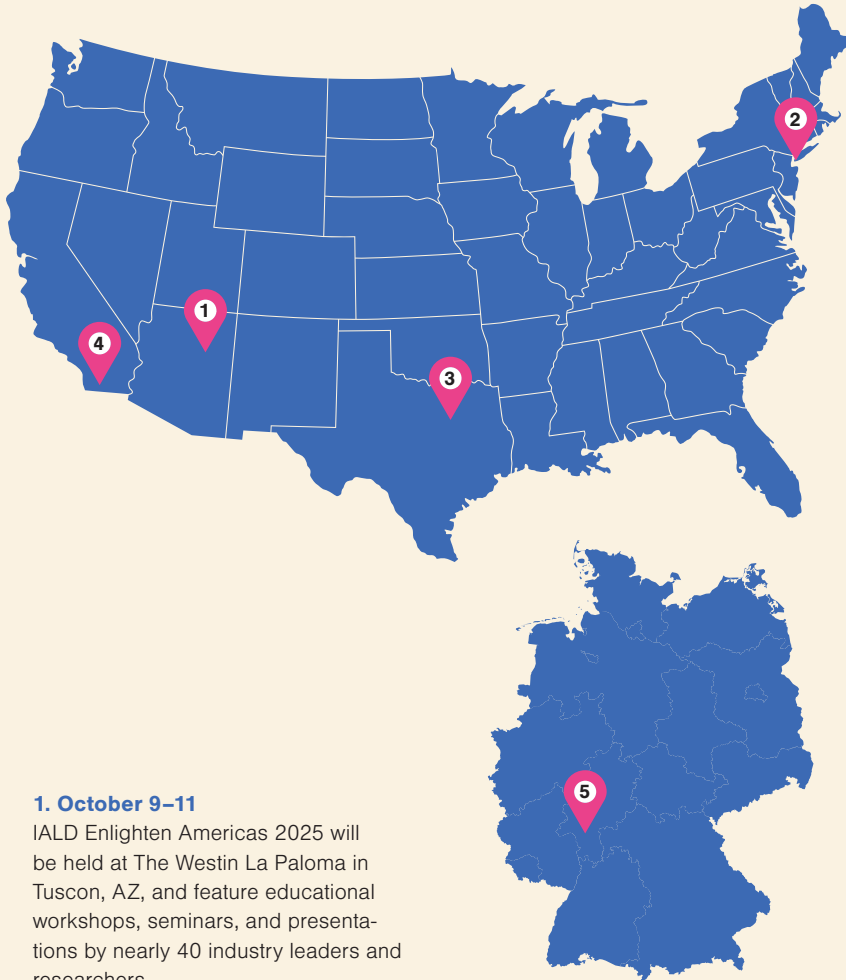 2
1
4
3
5
1. October 9–11
IALD Enlighten Americas 2025 will
be held at The Westin La Paloma in
Tuscon, AZ, and feature educational
workshops, seminars, and presenta-
tions by nearly 40 industry leaders and
researchers